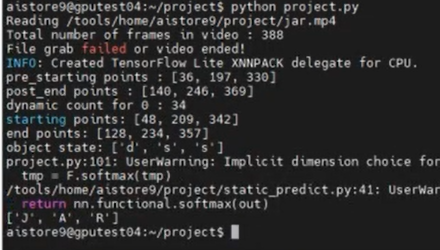 aistore9@gputest04:~/project$ python project.py
Reading /tools/home/aistore9/project/jar.mp4
Total number of frames in video : 388
File grab failed or video ended!
INFO: Created TensorFlow Lite XNNPACK delegate for CPU.
pre_starting points : [36, 197, 330]
post_end points : [140, 246, 369]
dynamic count for 0 : 34
starting points: [48, 209, 342]
end points: [128, 234, 357]
object state: ['d', 's', 's']
project.py:101: UserWarning: Implicit dimension choice for
tmp = F.softmax(tmp)
/tools/home/aistore9/project/static_predict.py:41: UserWar
return nn.functional.softmax(out)
['J', 'A', 'R']
aistore9@gputest04:~/project$